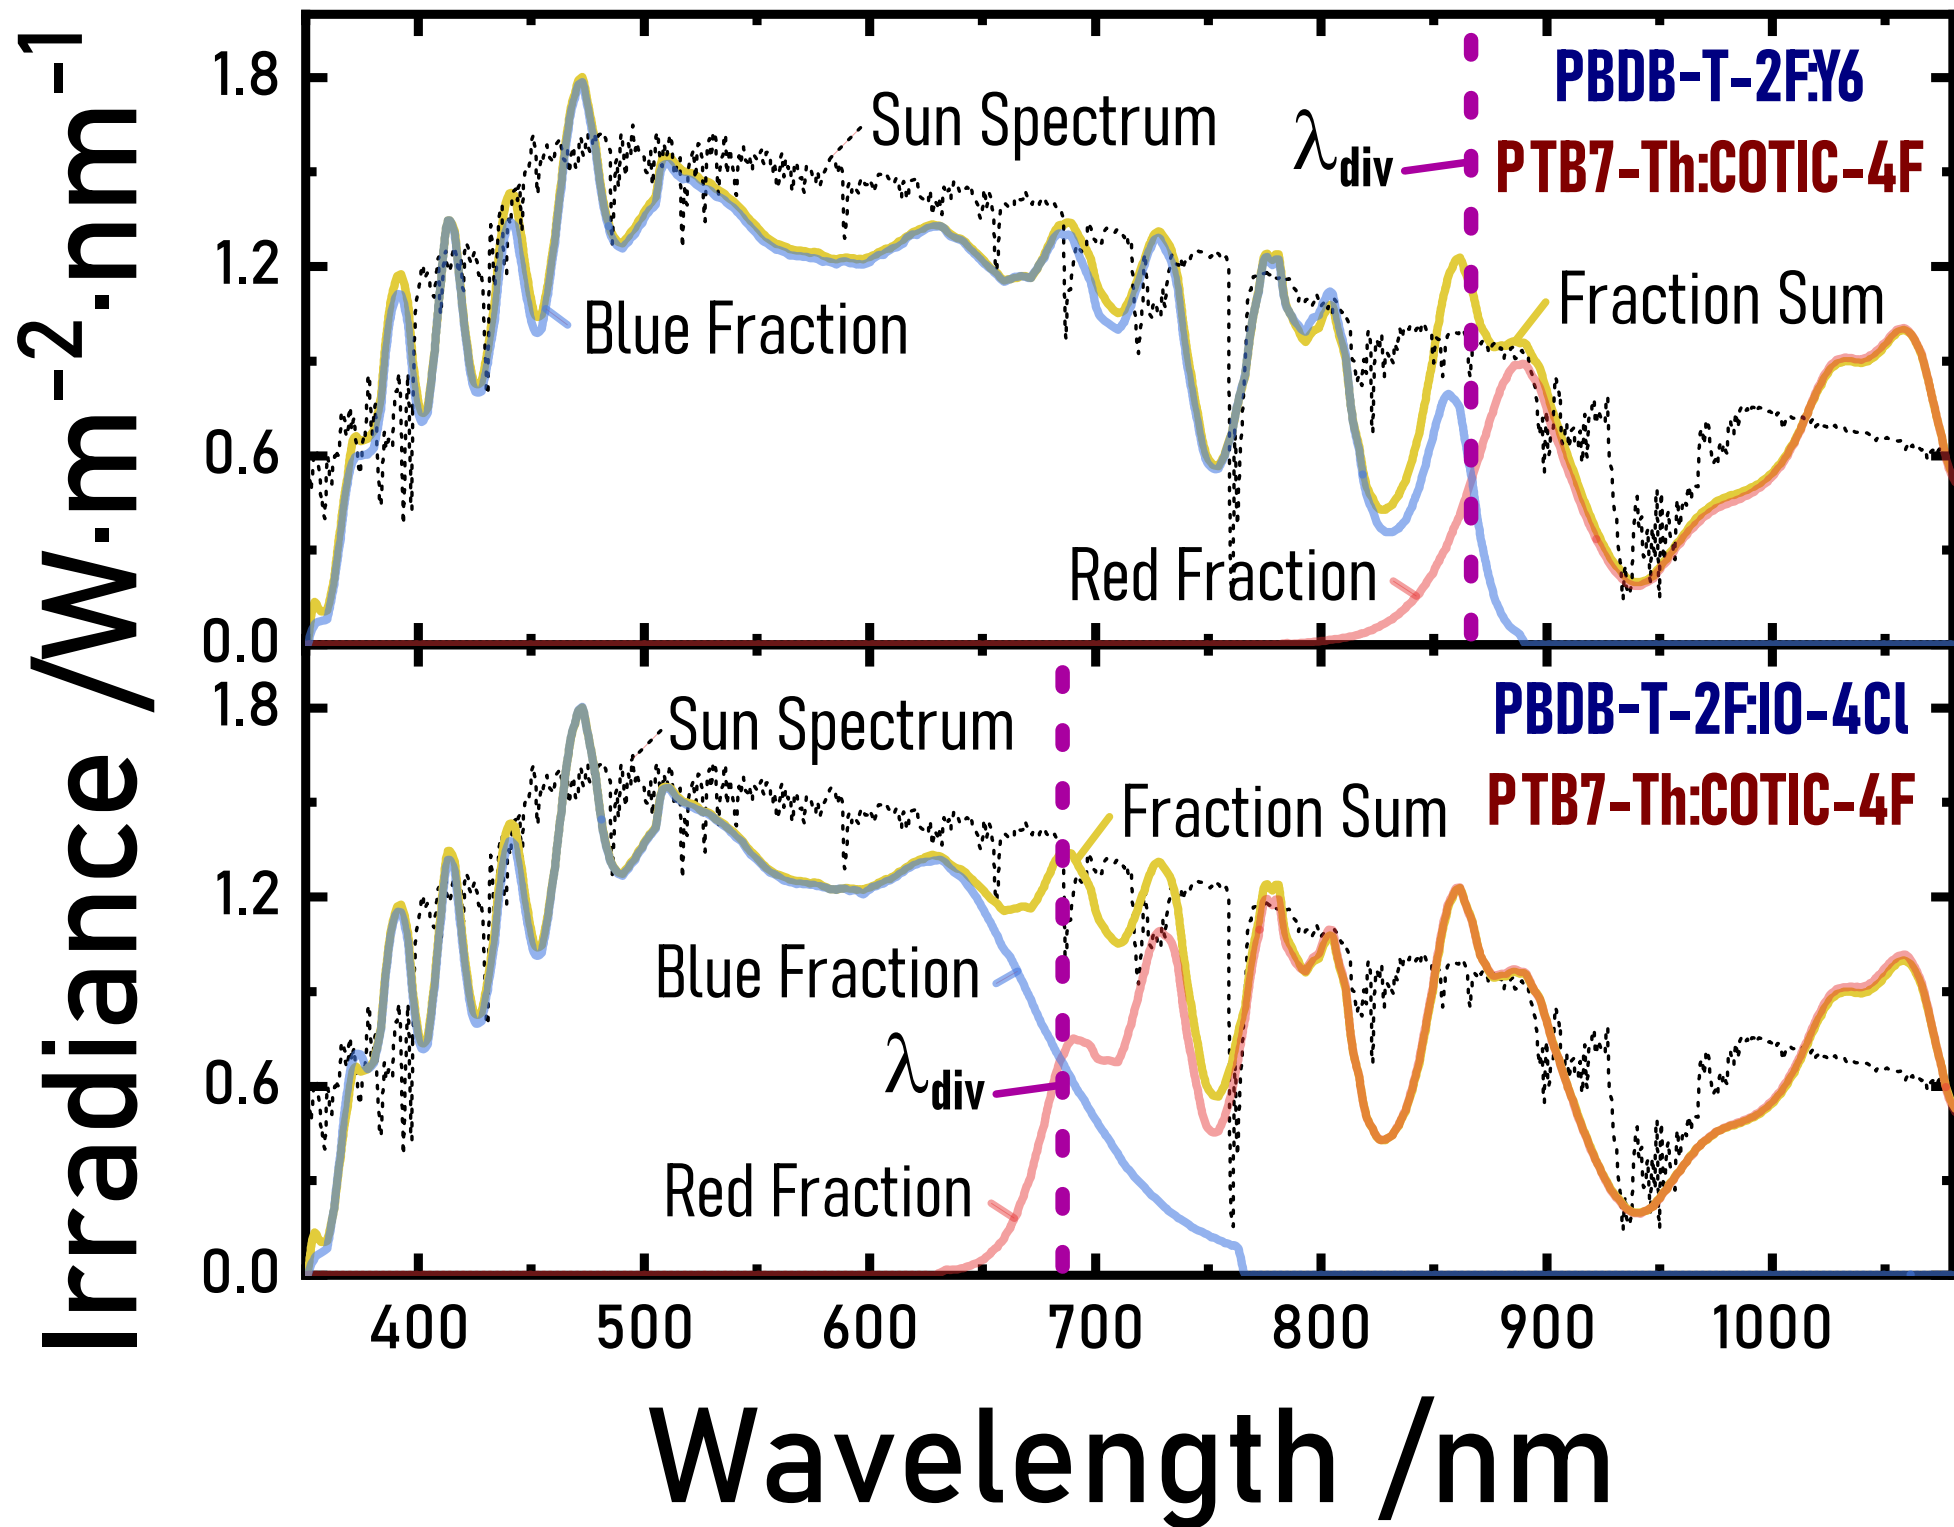 Irradiance /W·m⁻²·nm⁻¹
1.8
1.2
0.6
0.0
Sun Spectrum
λdiv
PBDB-T-2F:Y6
PTB7-Th:COTIC-4F
Blue Fraction
Fraction Sum
Red Fraction
1.8
1.2
0.6
0.0
Sun Spectrum
PBDB-T-2F:IO-4Cl
PTB7-Th:COTIC-4F
Fraction Sum
Blue Fraction
λdiv
Red Fraction
400 500 600 700 800 900 1000
Wavelength /nm